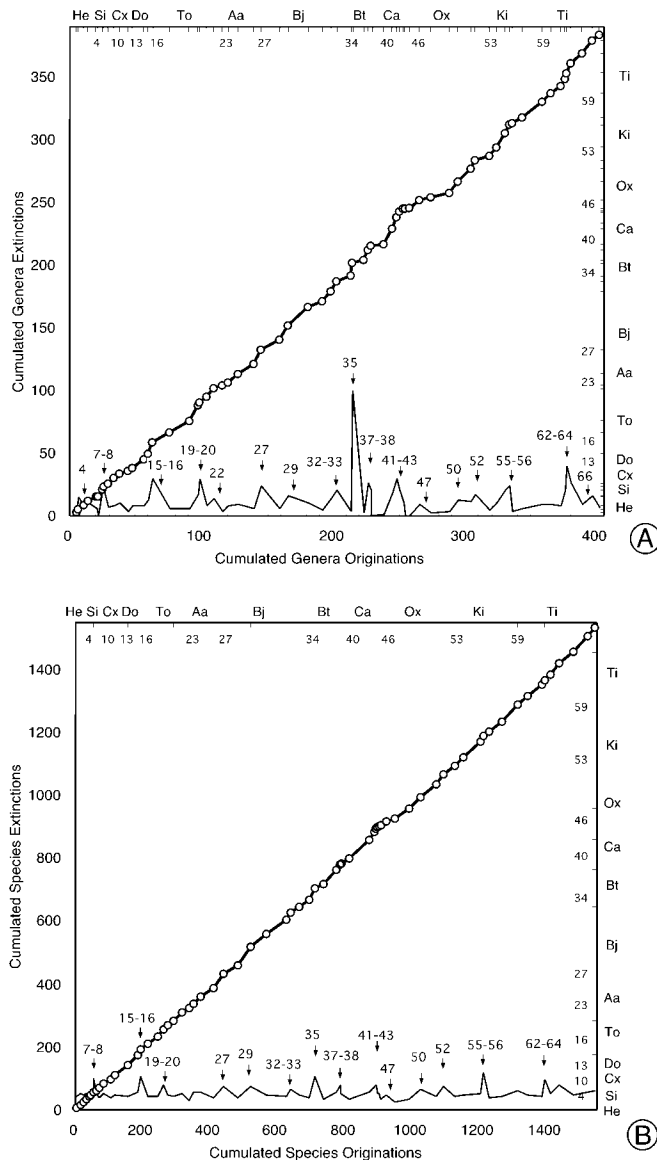 He Si Cx Do To Aa Bj Bt Ca Ox Ki Ti
4 10 13 16 23 27 34 40 46 53 59
350
300
250
200
150
100
50
0
Cumulated Genera Extinctions
Ti
59
Ki
53
Ox
46
Ca
40
Bt
34
Bj
27
Aa
23
To
16
Do
13
Cx
Si
He
35
4
7-8
15-16
19-20
22
27
29
32-33
37-38
41-43
47
50
52
55-56
62-64
66
0 100 200 300 400
Cumulated Genera Originations
A
He Si Cx Do To Aa Bj Bt Ca Ox Ki Ti
4 10 13 16 23 27 34 40 46 53 59
1400
1200
1000
800
600
400
200
0
Cumulated Species Extinctions
Ti
59
Ki
53
Ox
46
Ca
40
Bt
34
Bj
27
Aa
23
To
16
Do
13
Cx
10
Si
4
He
7-8
15-16
19-20
27
29
32-33
35
37-38
41-43
47
50
52
55-56
62-64
0 200 400 600 800 1000 1200 1400
Cumulated Species Originations
B